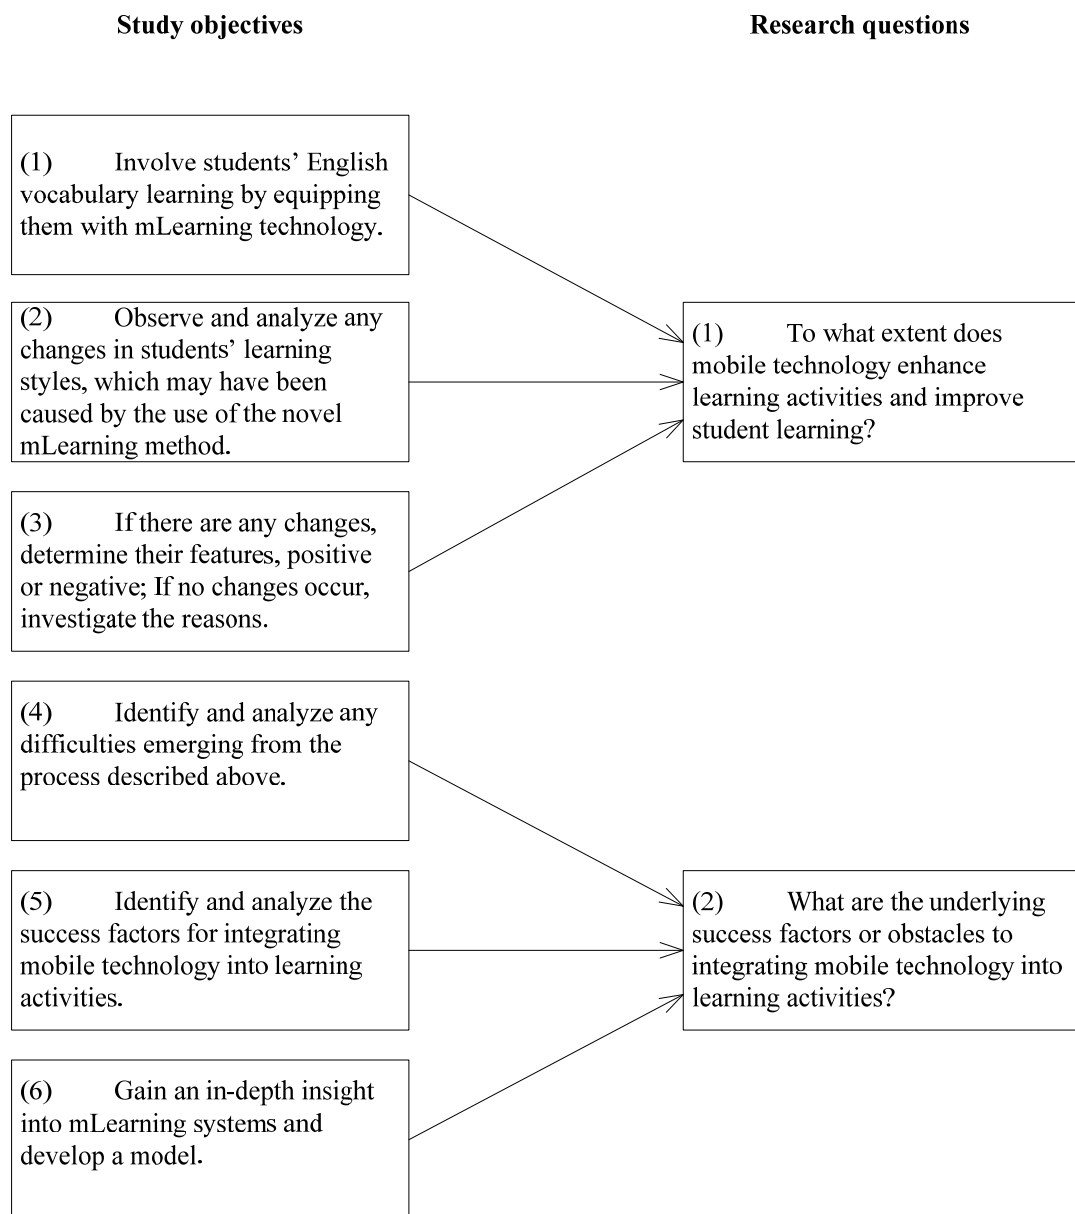 Study objectives
Research questions
(1) Involve students’ English
vocabulary learning by equipping
them with mLearning technology.
(2) Observe and analyze any
changes in students’ learning
styles, which may have been
caused by the use of the novel
mLearning method.
(3) If there are any changes,
determine their features, positive
or negative; If no changes occur,
investigate the reasons.
(1) To what extent does
mobile technology enhance
learning activities and improve
student learning?
(4) Identify and analyze any
difficulties emerging from the
process described above.
(5) Identify and analyze the
success factors for integrating
mobile technology into learning
activities.
(6) Gain an in-depth insight
into mLearning systems and
develop a model.
(2) What are the underlying
success factors or obstacles to
integrating mobile technology into
learning activities?